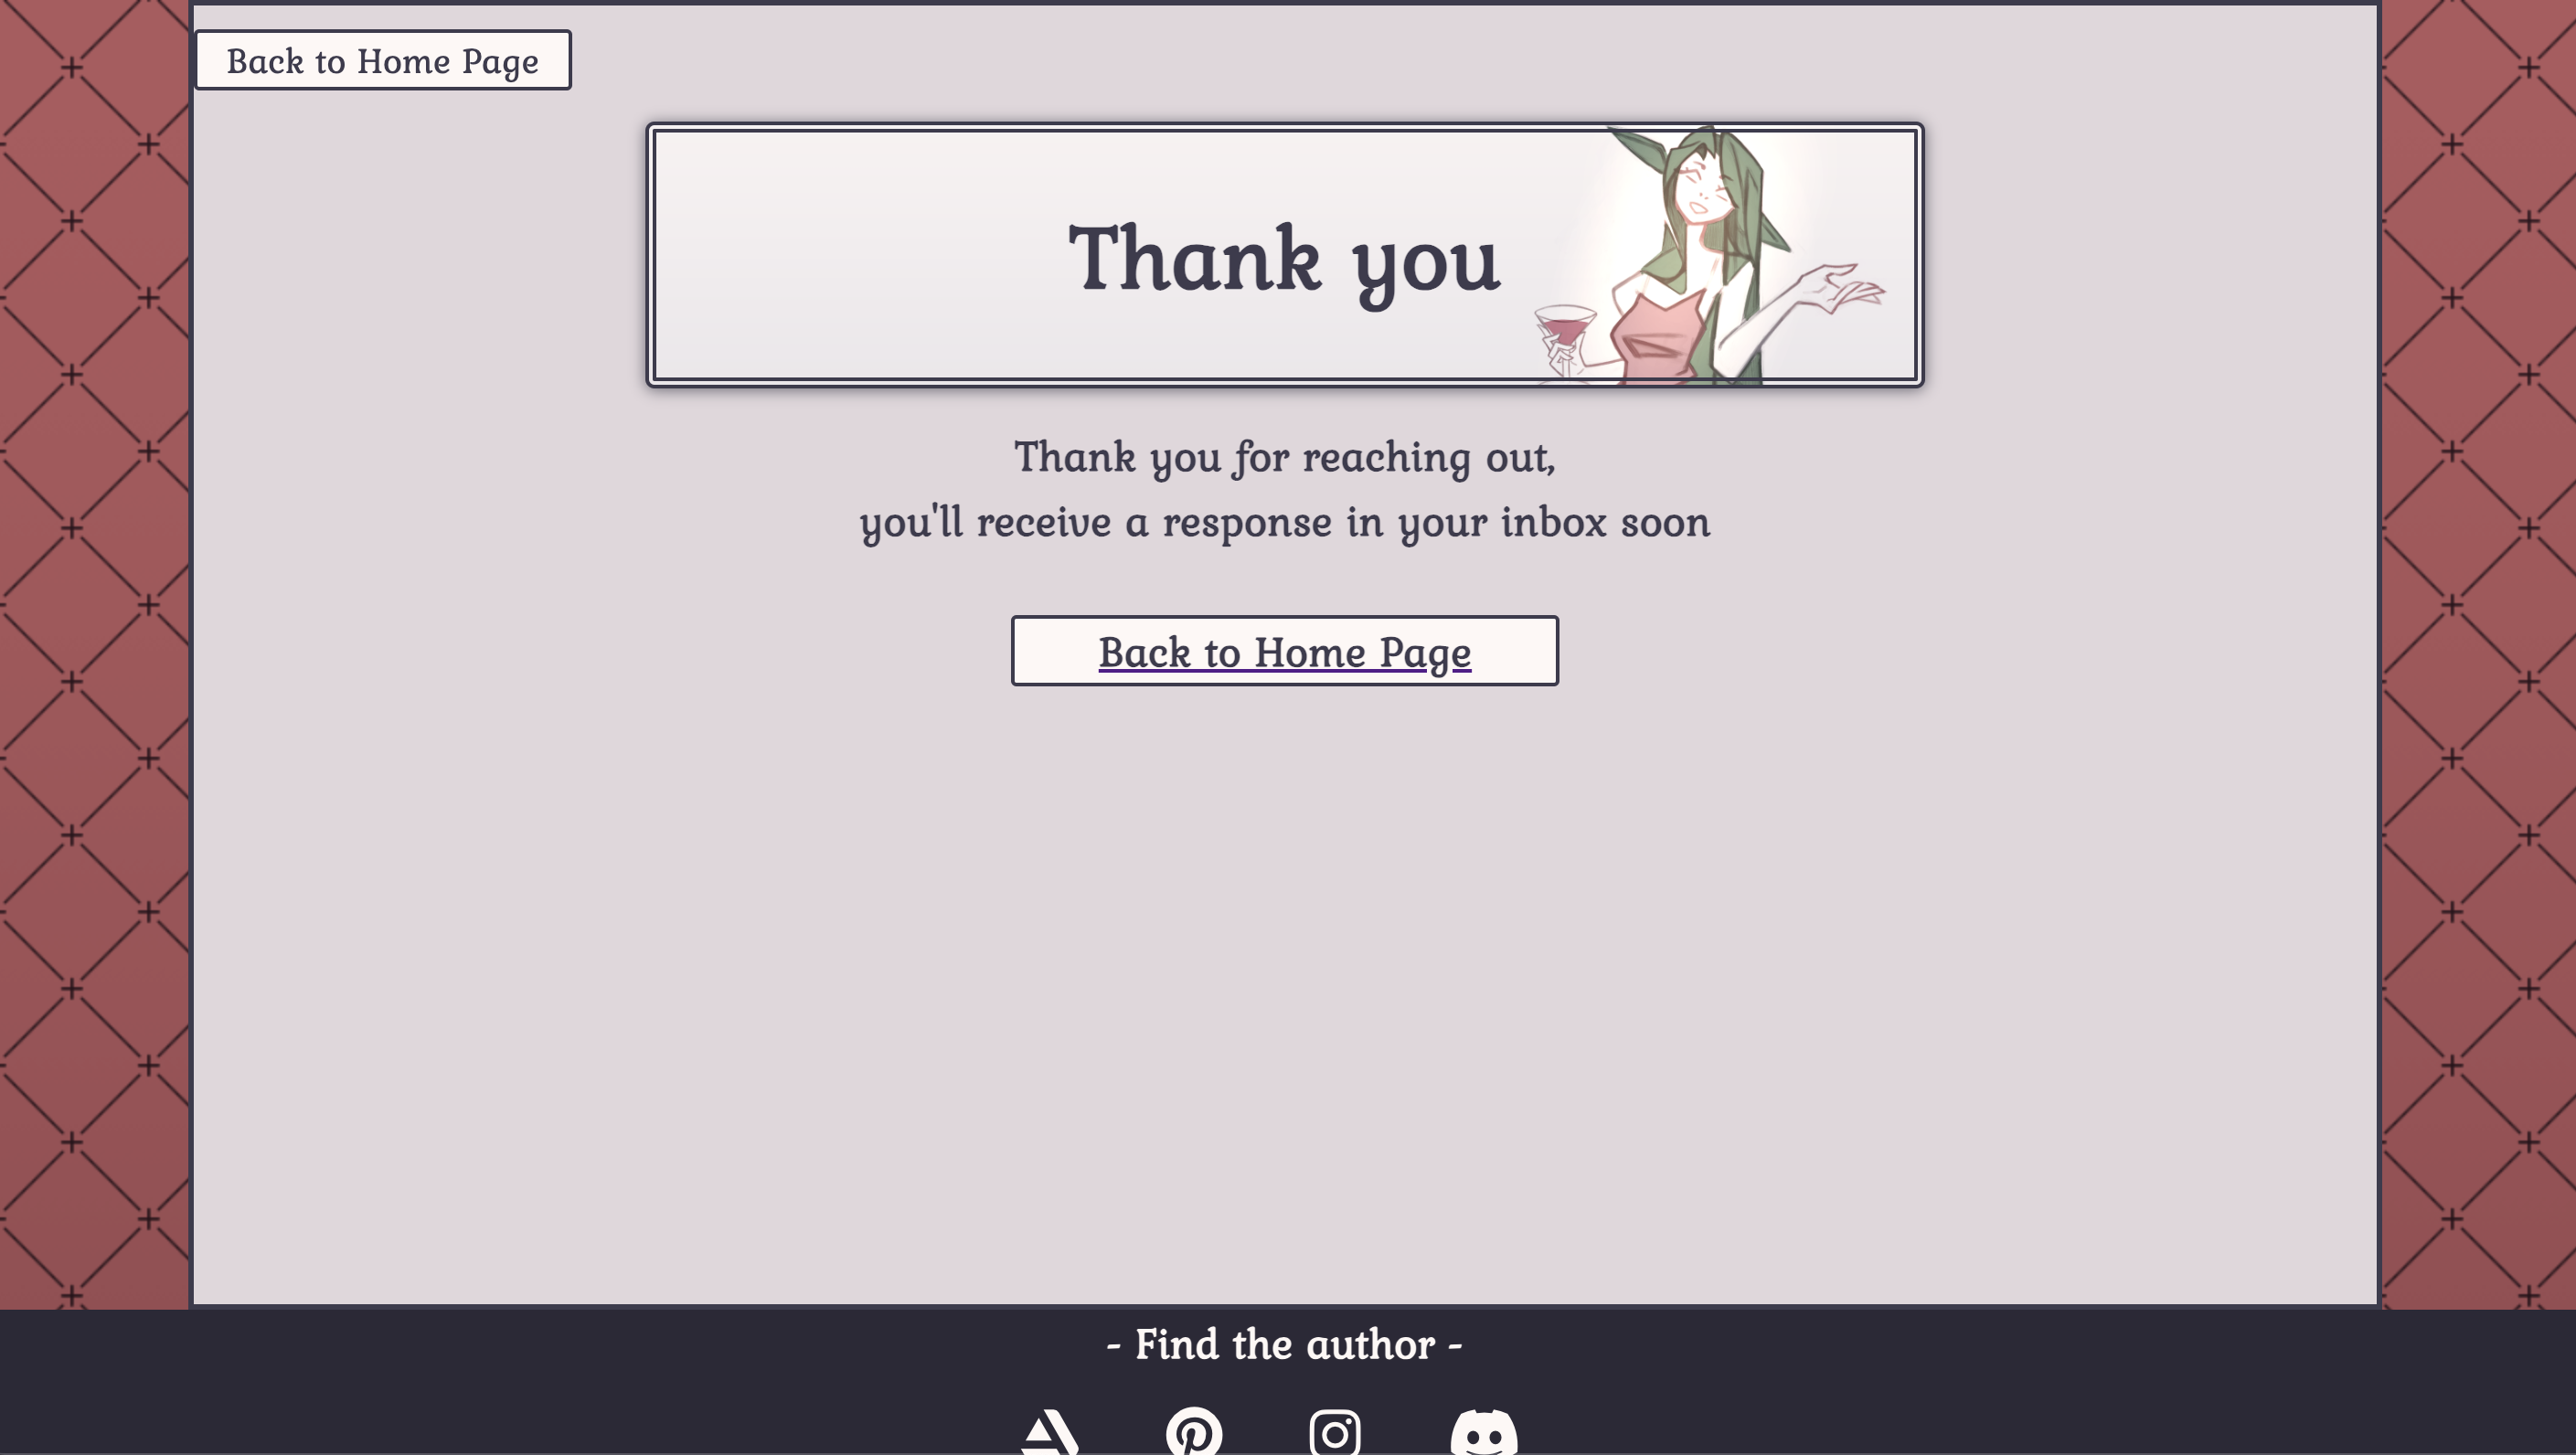 Back to Home Page
Thank you
Thank you for reaching out,
you'll receive a response in your inbox soon
Back to Home Page
- Find the author -